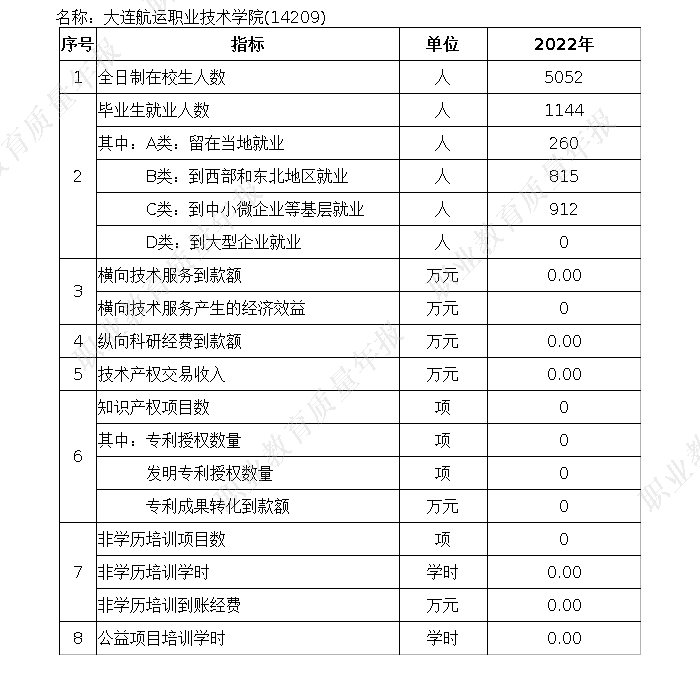 名称：大连航运职业技术学院(14209)
序号 指标 单位 2022年
1 全日制在校生人数 人 5052
2 毕业生就业人数 人 1144
其中：A类：留在当地就业 人 260
B类：到西部和东北地区就业 人 815
C类：到中小微企业等基层就业 人 912
D类：到大型企业就业 人 0
3 横向技术服务到款额 万元 0.00
横向技术服务产生的经济效益 万元 0
4 纵向科研经费到款额 万元 0.00
5 技术产权交易收入 万元 0.00
6 知识产权项目数 项 0
其中：专利授权数量 项 0
发明专利授权数量 项 0
专利成果转化到款额 万元 0
7 非学历培训项目数 项 0
非学历培训学时 学时 0.00
非学历培训到账经费 万元 0.00
8 公益项目培训学时 学时 0.00
职业教育质量年报